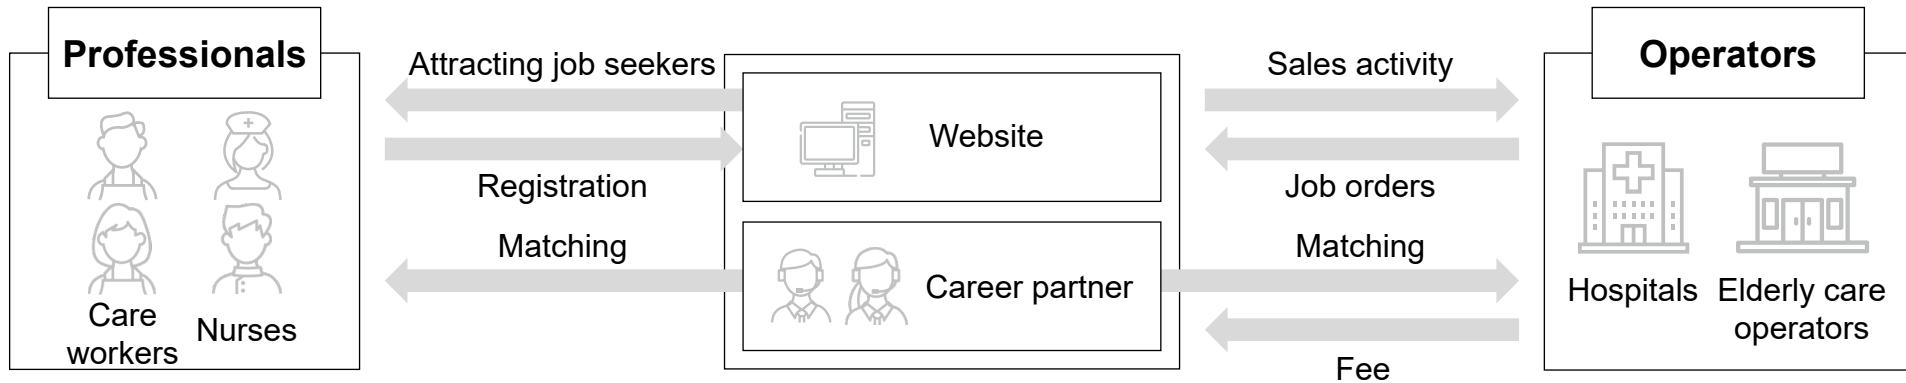 Professionals
Care
workers
Nurses
Attracting job seekers
Registration
Matching
Website
Career partner
Sales activity
Job orders
Matching
Fee
Operators
Hospitals
Elderly care
operators